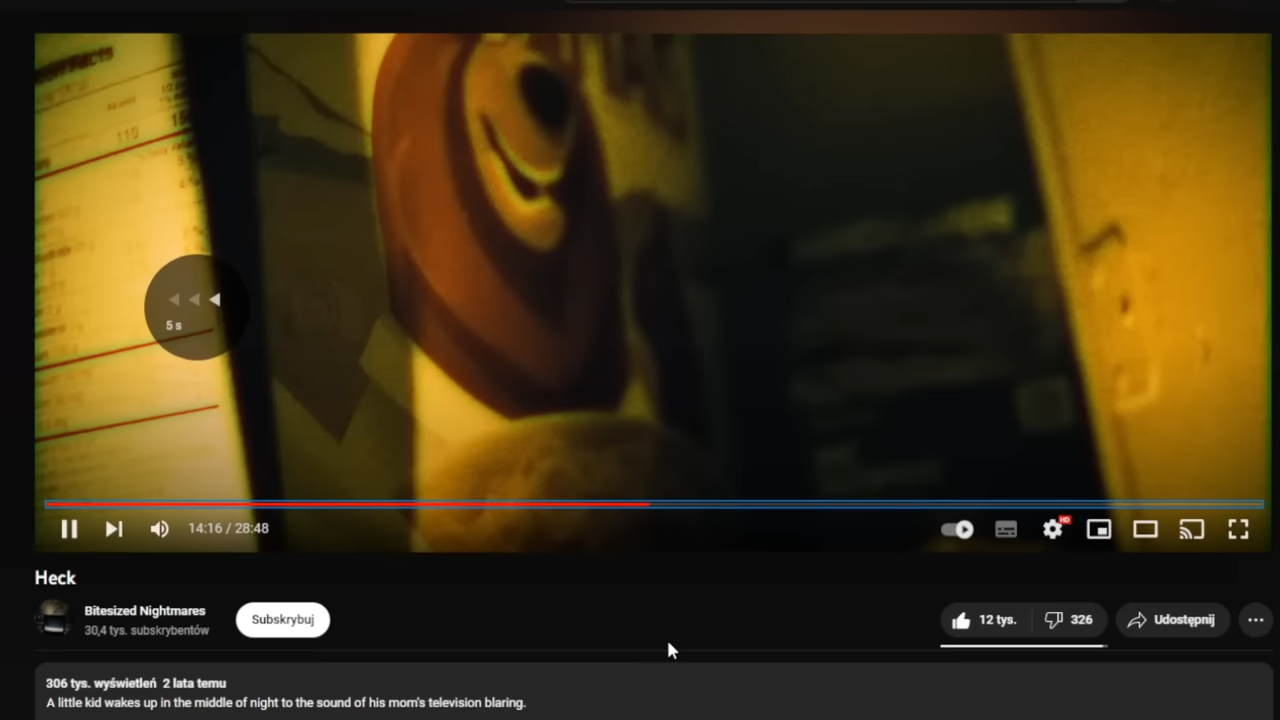 110
5 s
14:16 / 28:48
HD
Heck
Bitesized Nightmares
30,4 tys. subskrybentów
Subskrybuj
12 tys.
326
Udostępnij
306 tys. wyświetleń 2 lata temu
A little kid wakes up in the middle of night to the sound of his mom's television blaring.